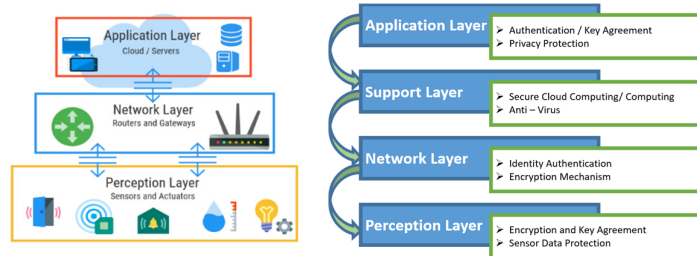 Application Layer
Cloud / Servers
Network Layer
Routers and Gateways
Perception Layer
Sensors and Actuators
Application Layer
➢ Authentication / Key Agreement
➢ Privacy Protection
Support Layer
➢ Secure Cloud Computing/ Computing
➢ Anti – Virus
Network Layer
➢ Identity Authentication
➢ Encryption Mechanism
Perception Layer
➢ Encryption and Key Agreement
➢ Sensor Data Protection